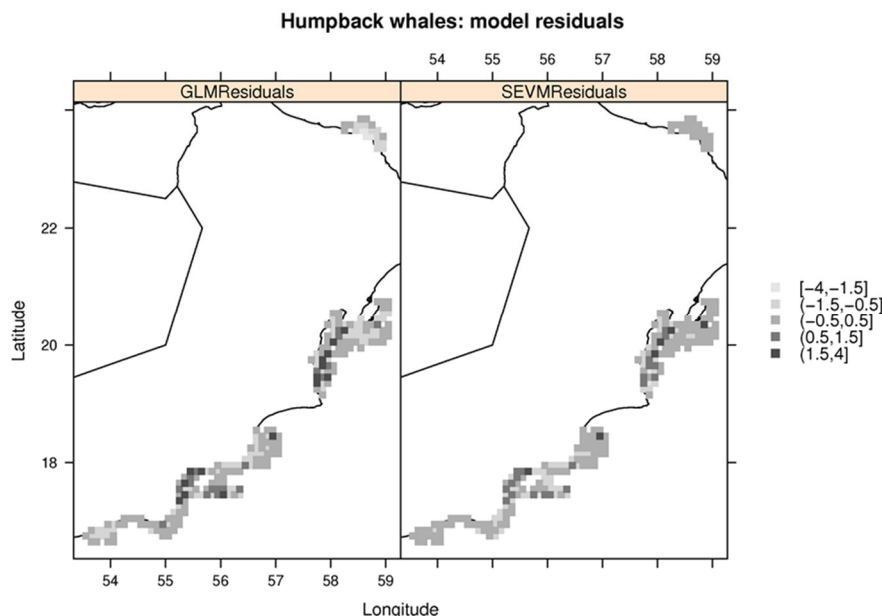 Humpback whales: model residuals
54 55 56 57 58 59
GLMResiduals SEVMResiduals
22
20
18
Latitude
[−4,−1.5]
(−1.5,−0.5]
(−0.5,0.5]
(0.5,1.5]
(1.5,4]
54 55 56 57 58 59
Longitude